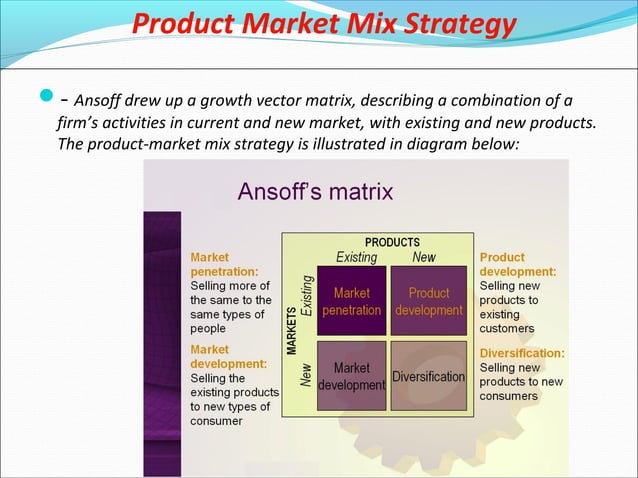 Product Market Mix Strategy
- Ansoff drew up a growth vector matrix, describing a combination of a
firm's activities in current and new market, with existing and new products.
The product-market mix strategy is illustrated in diagram below:
Ansoff's matrix
Market
penetration:
Selling more of
the same to the
same types of
people
Market
development:
Selling the
existing products
to new types of
consumer
PRODUCTS
Existing New
MARKETS
Existing
New
Market
penetration
Product
development
Market
development
Diversification
Product
development:
Selling new
products to
existing
customers
Diversification:
Selling new
products to new
consumers